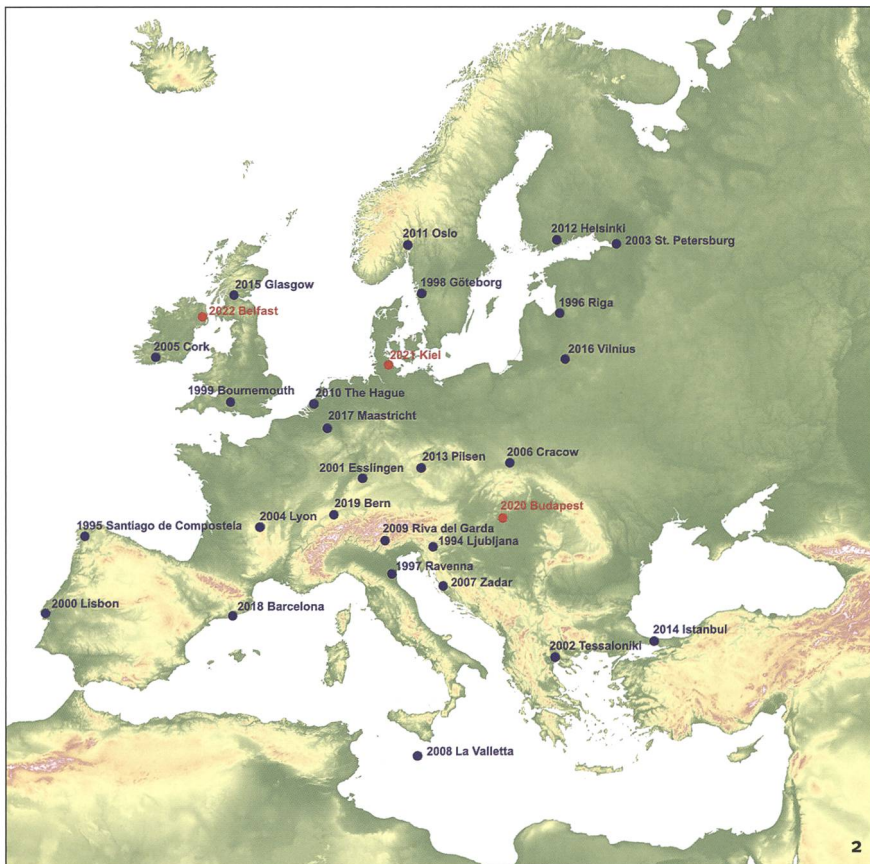 2012 Helsinki
2011 Oslo
2003 St. Petersburg
1998 Göteborg
2015 Glasgow
2022 Belfast
1996 Riga
2005 Cork
2021 Kiel
2016 Vilnius
1999 Bournemouth
2010 The Hague
2017 Maastricht
2006 Cracow
2013 Pilsen
2001 Esslingen
2020 Budapest
2019 Bern
2004 Lyon
1995 Santiago de Compostela
2009 Riva del Garda
1994 Ljubljana
1997 Ravenna
2007 Zadar
2000 Lisbon
2018 Barcelona
2014 Istanbul
2002 Tessaloniki
2008 La Valletta
2